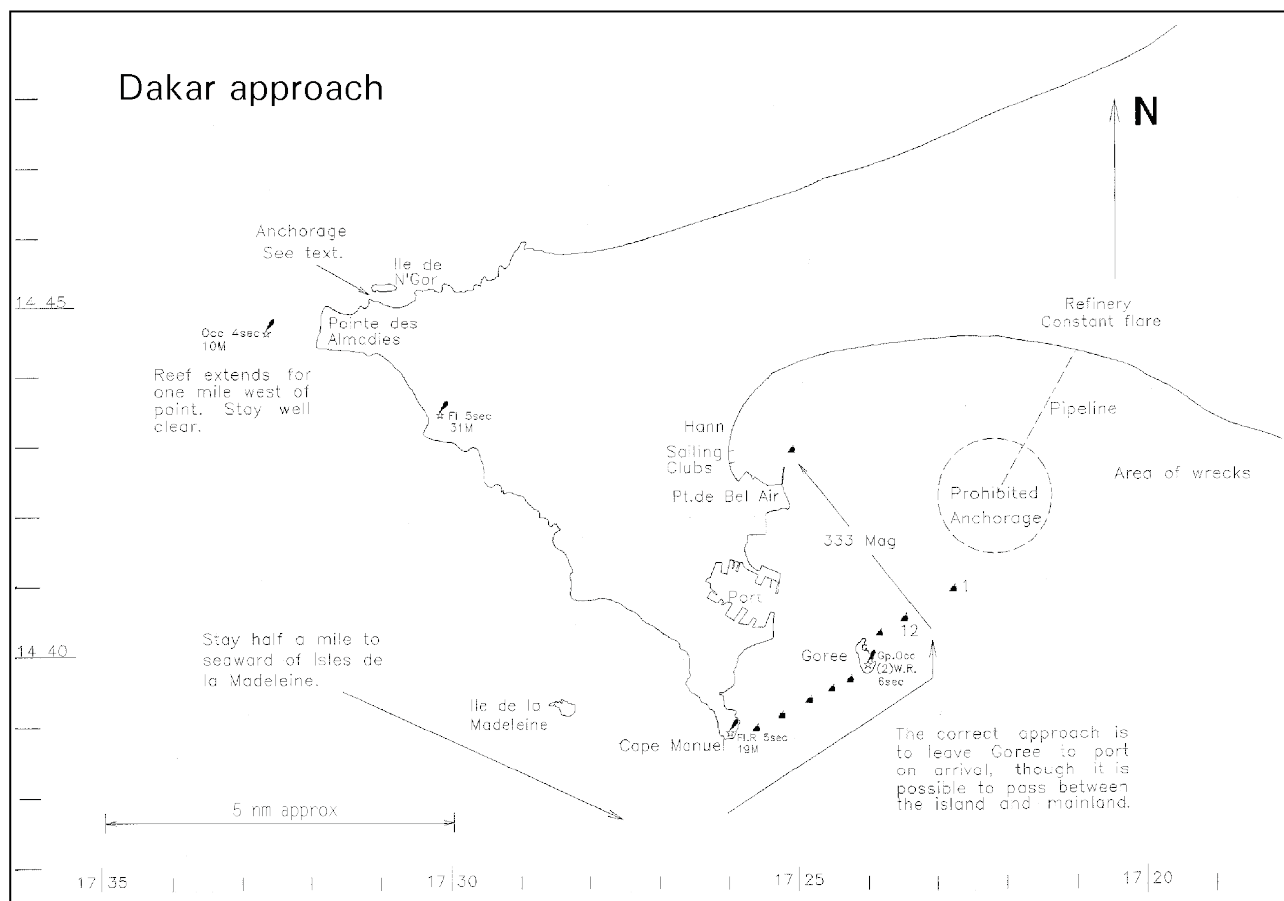 Dakar approach
N
Anchorage
See text.
Ile de
N'Gor
14 45
Refinery
Constant flare
Occ 4sec
10M
Pointe des
Almadies
Reef extends for
one mile west of
point. Stay well
clear.
Fl 5sec
31M
Pipeline
Hann
Sailing
Clubs
Area of wrecks
Pt.de Bel Air
Prohibited
Anchorage
333 Mag
1
Port
12
Stay half a mile to
seaward of Isles de
la Madeleine.
14 40
Goree
Gp.Occ
(2)W.R.
6sec
Ile de la
Madeleine
Cape Manuel
Fl.R 5sec
19M
The correct approach is
to leave Goree to port
on arrival, though it is
possible to pass between
the island and mainland.
5 nm approx
17 35
17 30
17 25
17 20